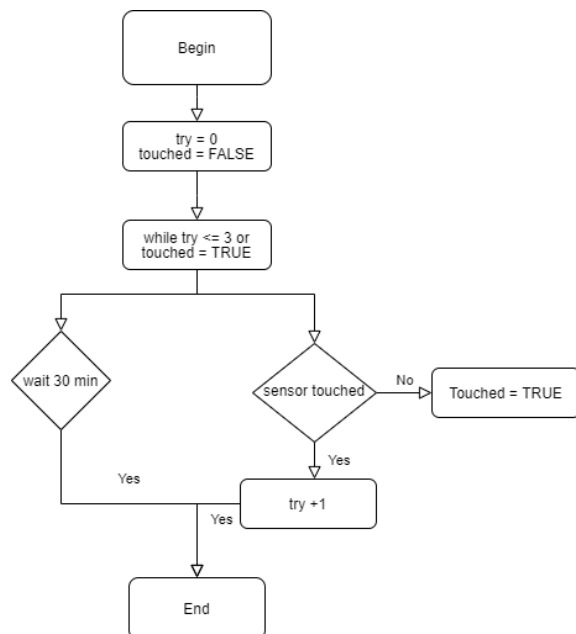 Begin
try = 0
touched = FALSE
while try <= 3 or
touched = TRUE
wait 30 min
sensor touched
No
Touched = TRUE
Yes
Yes
try +1
Yes
End